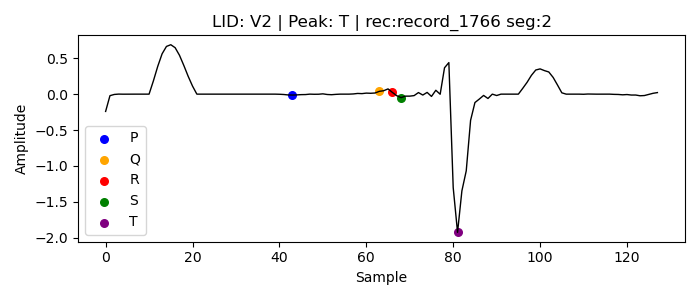 LID: V2 | Peak: T | rec:record_1766 seg:2
Amplitude
0.5
0.0
−0.5
−1.0
−1.5
−2.0
P
Q
R
S
T
0 20 40 60 80 100 120
Sample